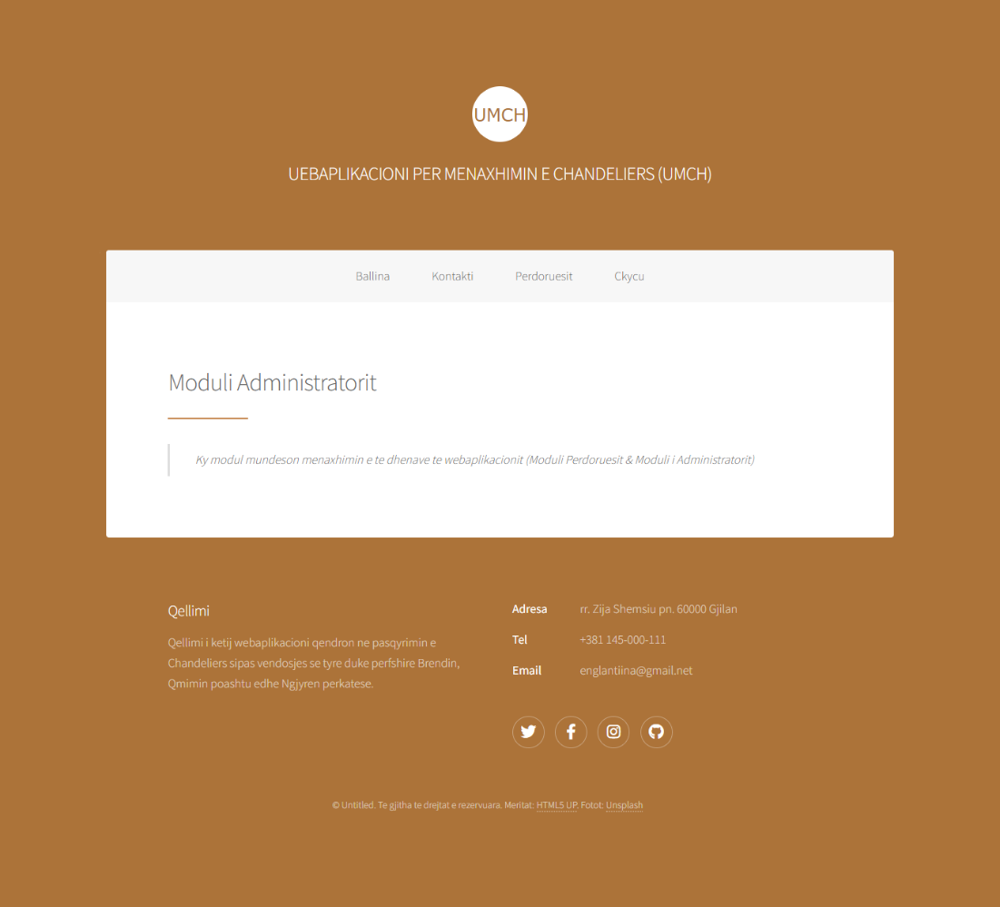 UMCH
UEBAPLIKACIONI PER MENAXHIMIN E CHANDELIERS (UMCH)
Ballina Kontakti Perdoruesit Ckycu
Moduli Administratorit
Ky modul mundeson menaxhimin e te dhenave te webaplikacionit (Moduli Perdoruesit & Moduli i Administratorit)
Qellimi
Qellimi i ketij webaplikacioni qendron ne pasqyrimin e
Chandeliers sipas vendosjes se tyre duke perfshire Brendin,
Qmimin poashtu edhe Ngjyren perkatese.
Adresa rr. Zija Shemsiu pn. 60000 Gjilan
Tel +381 145-000-111
Email englantiina@gmail.net
© Untitled. Te gjitha te drejtat e rezervuara. Meritat: HTML5 UP. Fotot: Unsplash